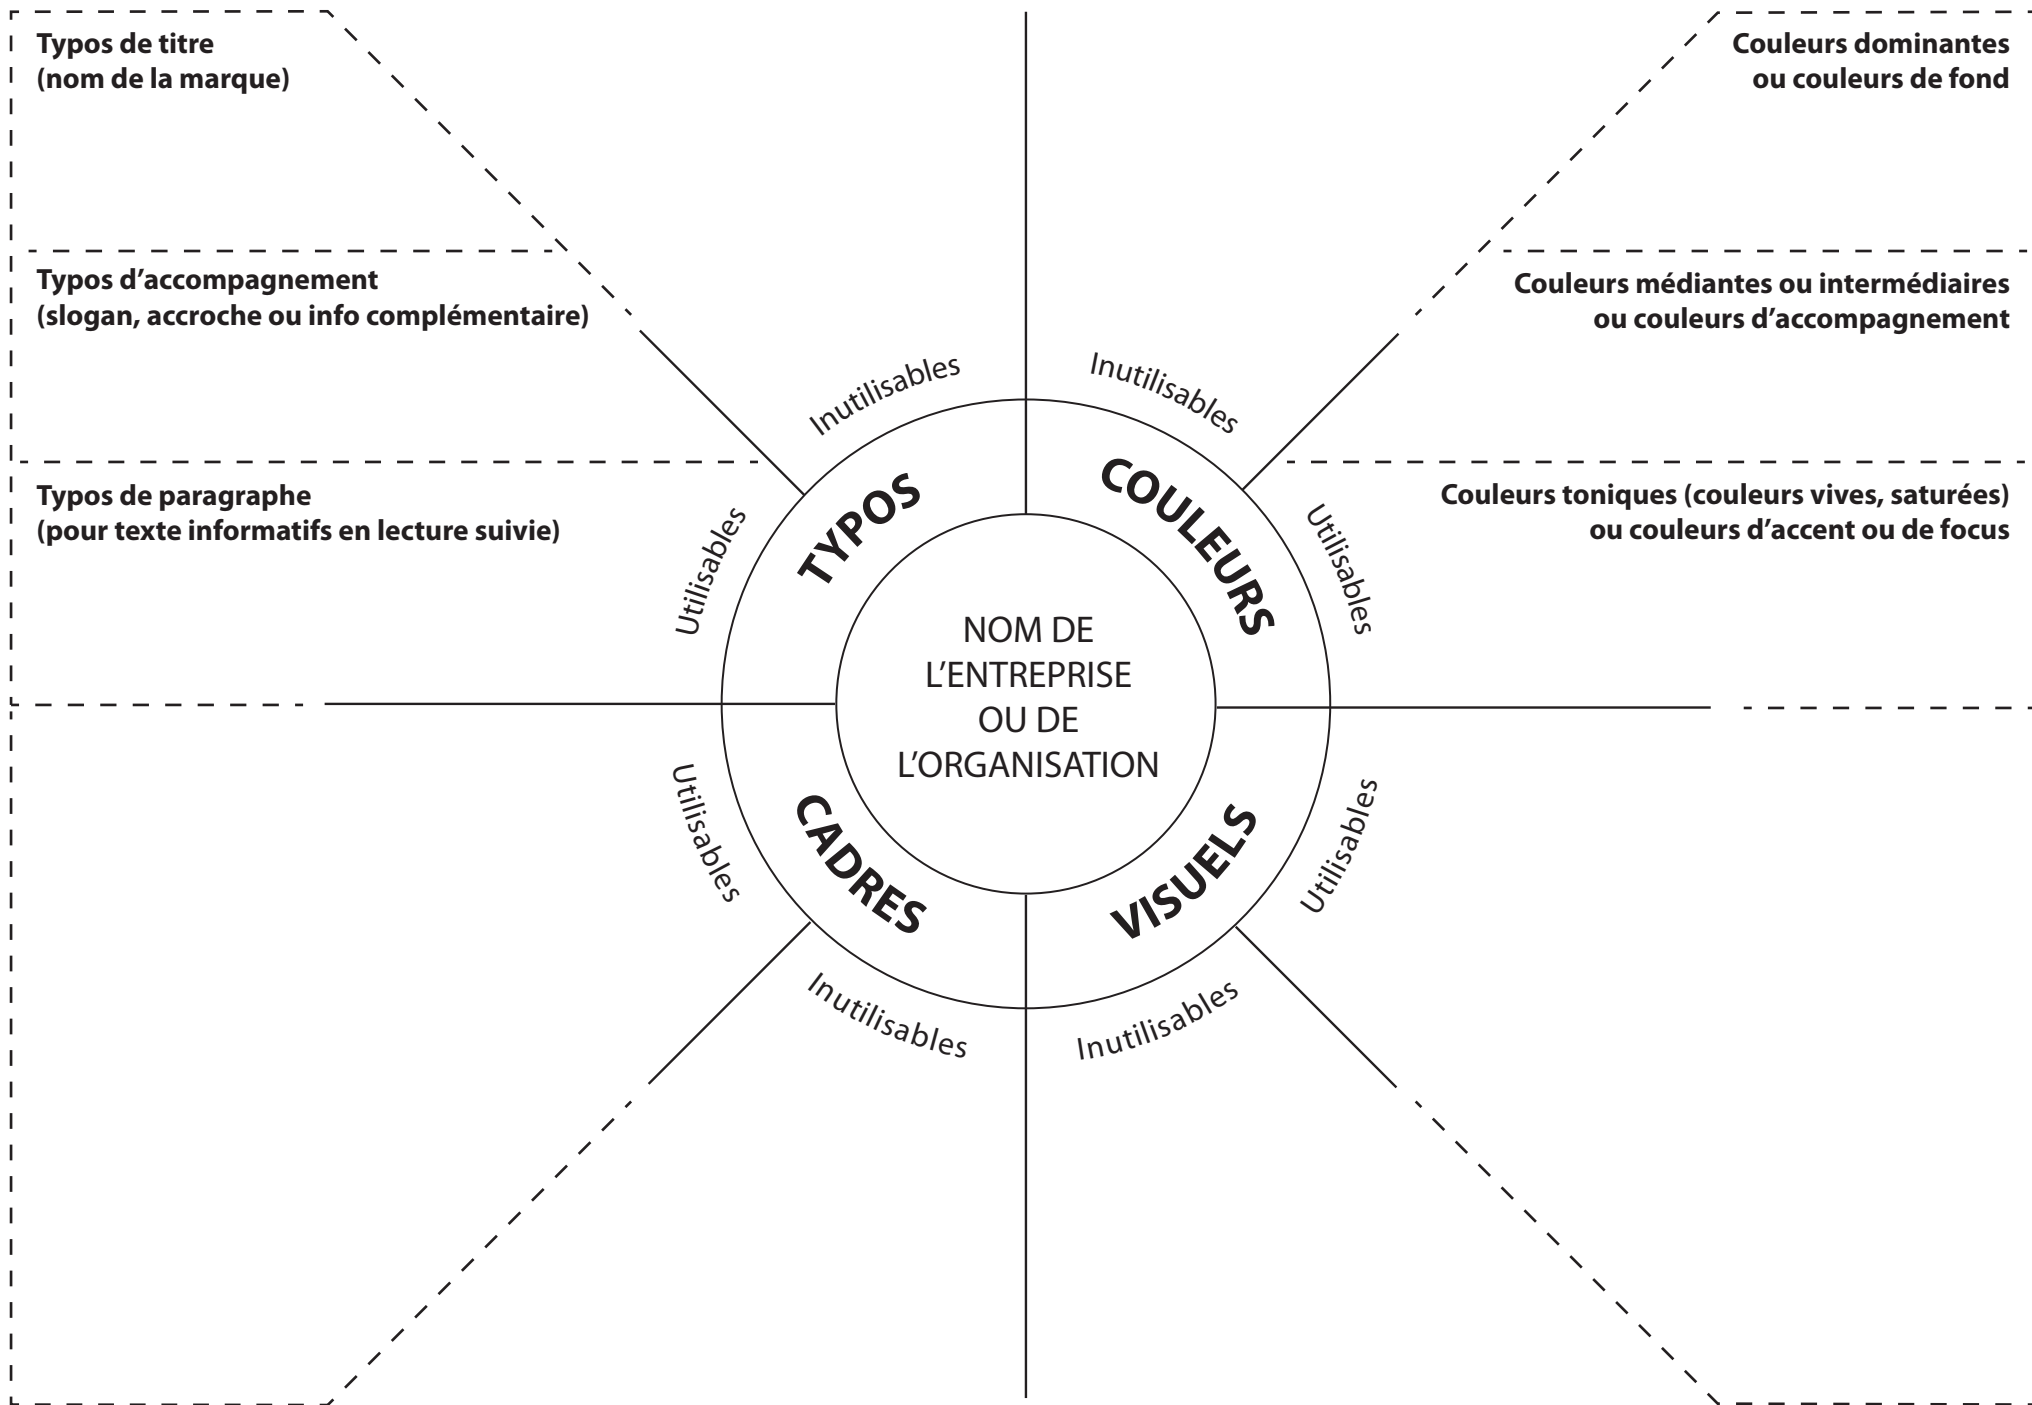 Typos de titre
(nom de la marque)
Couleurs dominantes
ou couleurs de fond
Typos d’accompagnement
(slogan, accroche ou info complémentaire)
Couleurs médiantes ou intermédiaires
ou couleurs d’accompagnement
Inutilisables
Inutilisables
Typos de paragraphe
(pour texte informatifs en lecture suivie)
Couleurs toniques (couleurs vives, saturées)
ou couleurs d’accent ou de focus
Utilisables
TYPOS
COULEURS
Utilisables
NOM DE
L’ENTREPRISE
OU DE
L’ORGANISATION
Utilisables
CADRES
VISUELS
Utilisables
Inutilisables
Inutilisables